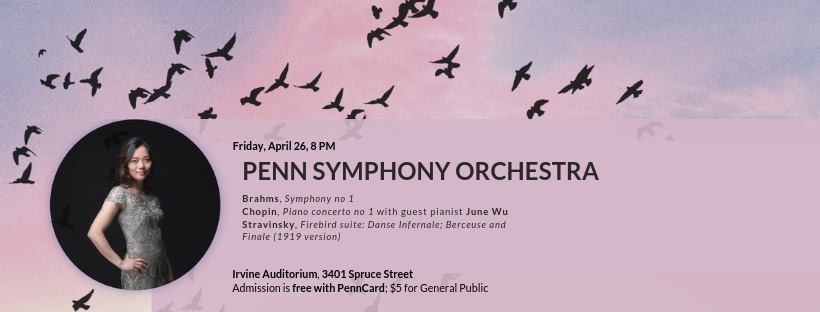 Friday, April 26, 8 PM
PENN SYMPHONY ORCHESTRA
Brahms, Symphony no 1
Chopin, Piano concerto no 1 with guest pianist June Wu
Stravinsky, Firebird suite: Danse Infernale; Berceuse and
Finale (1919 version)
Irvine Auditorium, 3401 Spruce Street
Admission is free with PennCard; $5 for General Public